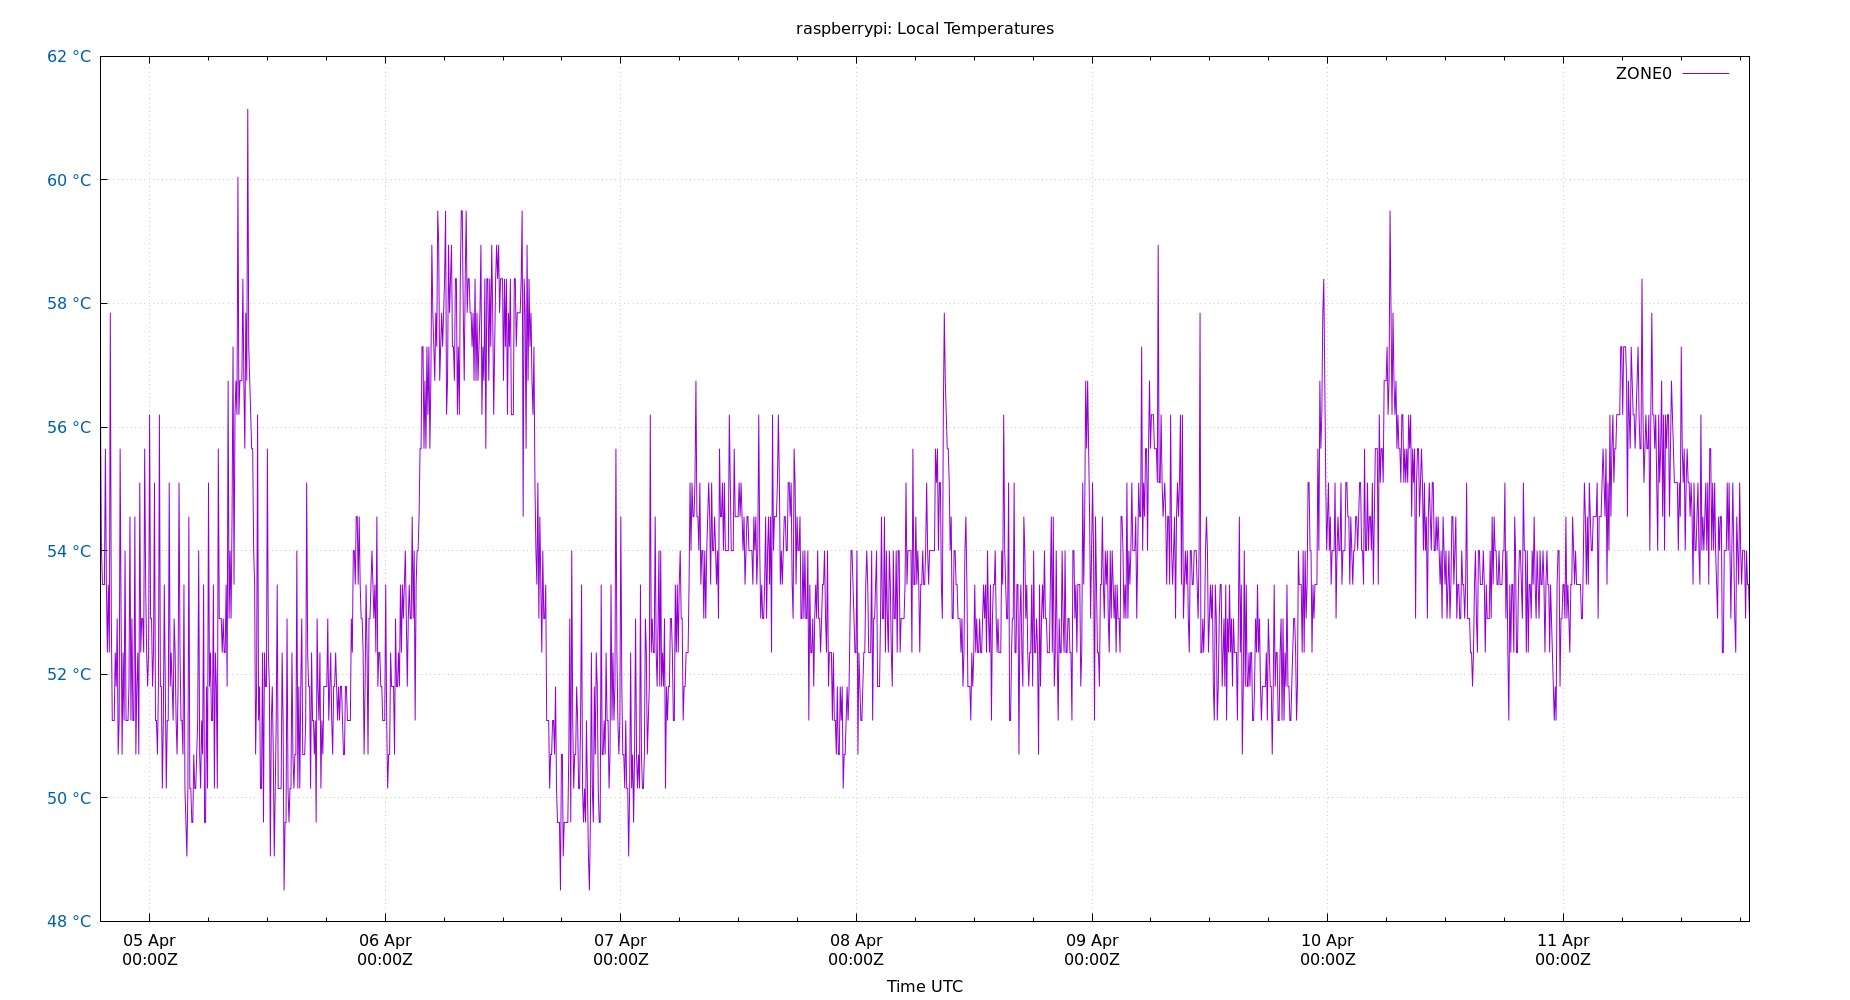 raspberrypi: Local Temperatures
62 °C
ZONE0
60 °C
58 °C
56 °C
54 °C
52 °C
50 °C
48 °C
05 Apr 06 Apr 07 Apr 08 Apr 09 Apr 10 Apr 11 Apr
00:00Z 00:00Z 00:00Z 00:00Z 00:00Z 00:00Z 00:00Z
Time UTC